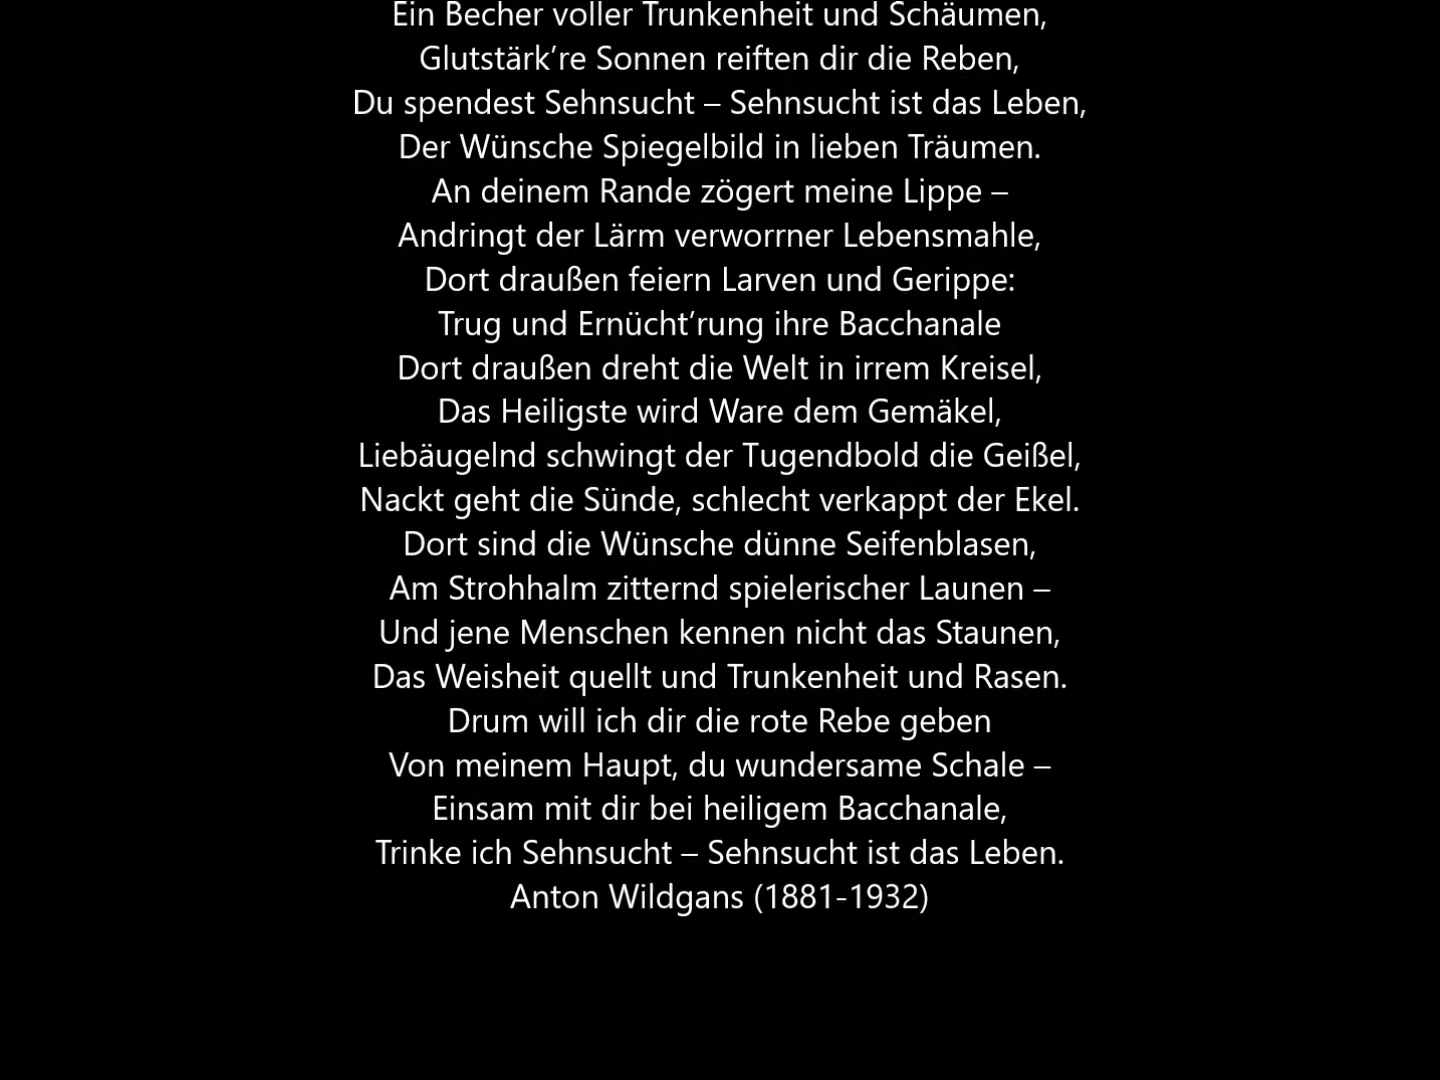 Ein Becher voller Trunkenheit und Schäumen,
Glutstärk’re Sonnen reiften dir die Reben,
Du spendest Sehnsucht – Sehnsucht ist das Leben,
Der Wünsche Spiegelbild in lieben Träumen.
An deinem Rande zögert meine Lippe –
Andringt der Lärm verworrner Lebensmahle,
Dort draußen feiern Larven und Gerippe:
Trug und Ernücht’rung ihre Bacchanale
Dort draußen dreht die Welt in irrem Kreisel,
Das Heiligste wird Ware dem Gemäkel,
Liebäugelnd schwingt der Tugendbold die Geißel,
Nackt geht die Sünde, schlecht verkappt der Ekel.
Dort sind die Wünsche dünne Seifenblasen,
Am Strohhalm zitternd spielerischer Launen –
Und jene Menschen kennen nicht das Staunen,
Das Weisheit quellt und Trunkenheit und Rasen.
Drum will ich dir die rote Rebe geben
Von meinem Haupt, du wundersame Schale –
Einsam mit dir bei heiligem Bacchanale,
Trinke ich Sehnsucht – Sehnsucht ist das Leben.
Anton Wildgans (1881-1932)